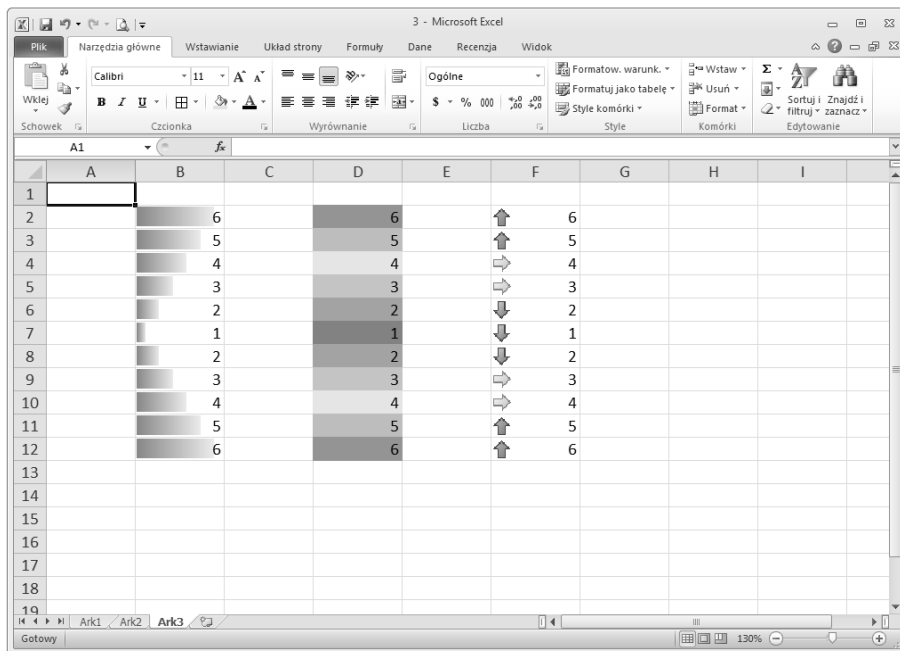 3 - Microsoft Excel
Plik Narzędzia główne Wstawianie Układ strony Formuły Dane Recenzja Widok
Wklej
Calibri 11 A A
B I U A
Ogólne
$ % 000 ,00 ,0 ,00
Formatow. warunk.
Formatuj jako tabelę
Style komórki
Wstaw
Usuń
Format
Σ
Sortuj i filtruj
Znajdź i zaznacz
Schowek Czcionka Wyrównanie Liczba Style Komórki Edytowanie
A1 fx
A B C D E F G H I
1
2 6 6 6
3 5 5 5
4 4 4 4
5 3 3 3
6 2 2 2
7 1 1 1
8 2 2 2
9 3 3 3
10 4 4 4
11 5 5 5
12 6 6 6
13
14
15
16
17
18
19
Ark1 Ark2 Ark3
Gotowy 130%